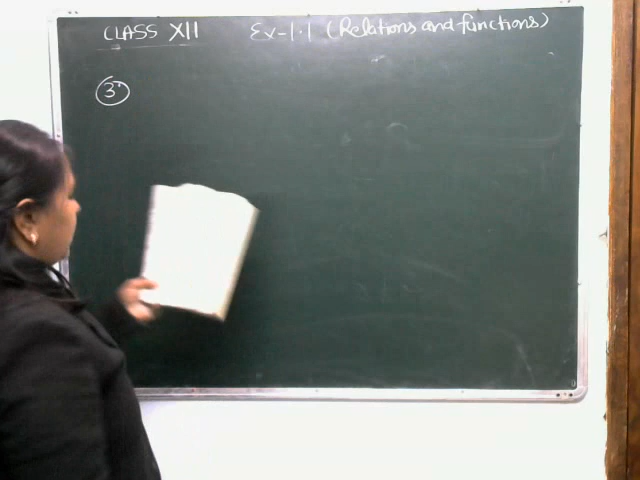 CLASS XII Ex-1.1 (Relations and functions)
3.